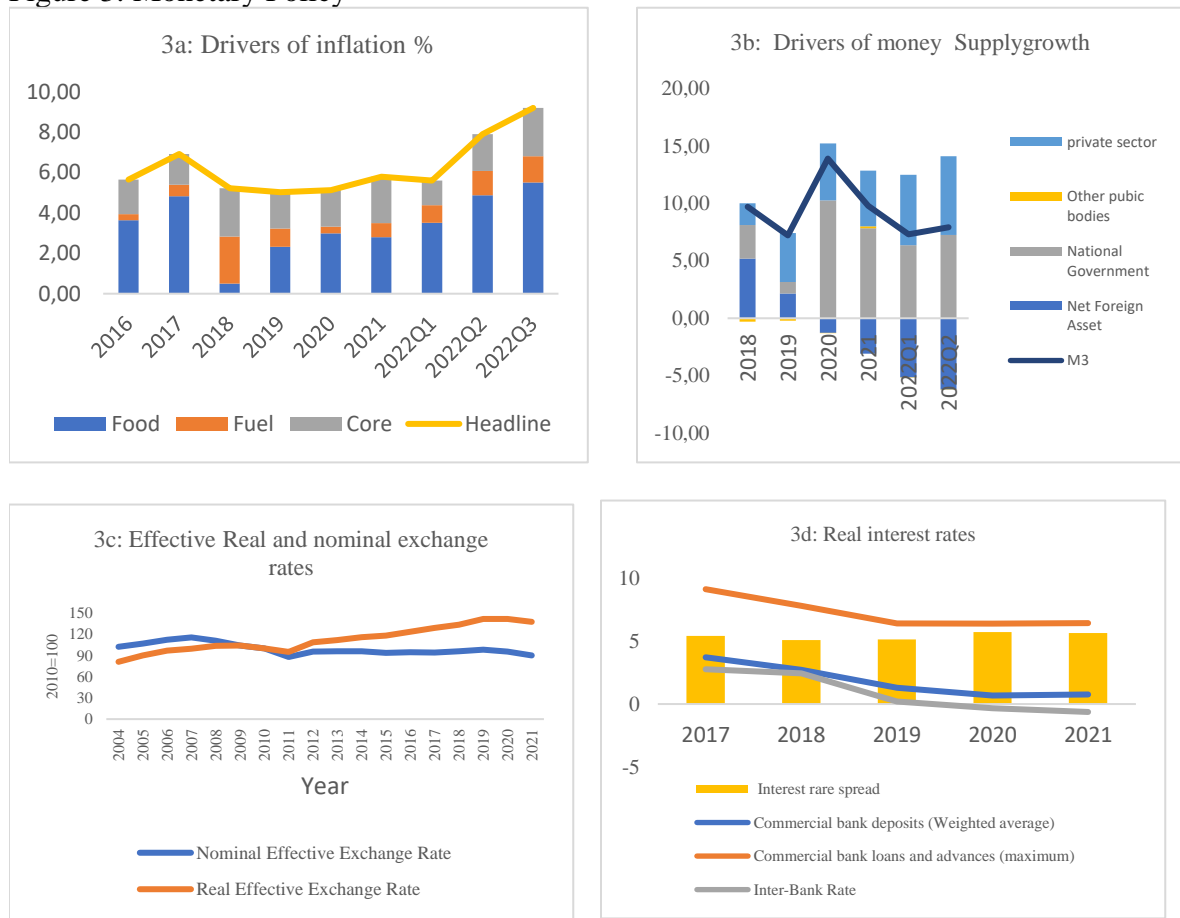 Figure 3: Monetary Policy
3a: Drivers of inflation %
10,00
8,00
6,00
4,00
2,00
0,00
2016
2017
2018
2019
2020
2021
2022Q1
2022Q2
2022Q3
Food
Fuel
Core
Headline
3b: Drivers of money Supplygrowth
20,00
15,00
10,00
5,00
0,00
-5,00
-10,00
2018
2019
2020
2021
2022Q1
2022Q2
private sector
Other pubic
bodies
National
Government
Net Foreign
Asset
M3
3c: Effective Real and nominal exchange
rates
2010=100
150
120
90
60
30
0
2004
2005
2006
2007
2008
2009
2010
2011
2012
2013
2014
2015
2016
2017
2018
2019
2020
2021
Year
Nominal Effective Exchange Rate
Real Effective Exchange Rate
3d: Real interest rates
10
5
0
-5
2017
2018
2019
2020
2021
Interest rare spread
Commercial bank deposits (Weighted average)
Commercial bank loans and advances (maximum)
Inter-Bank Rate